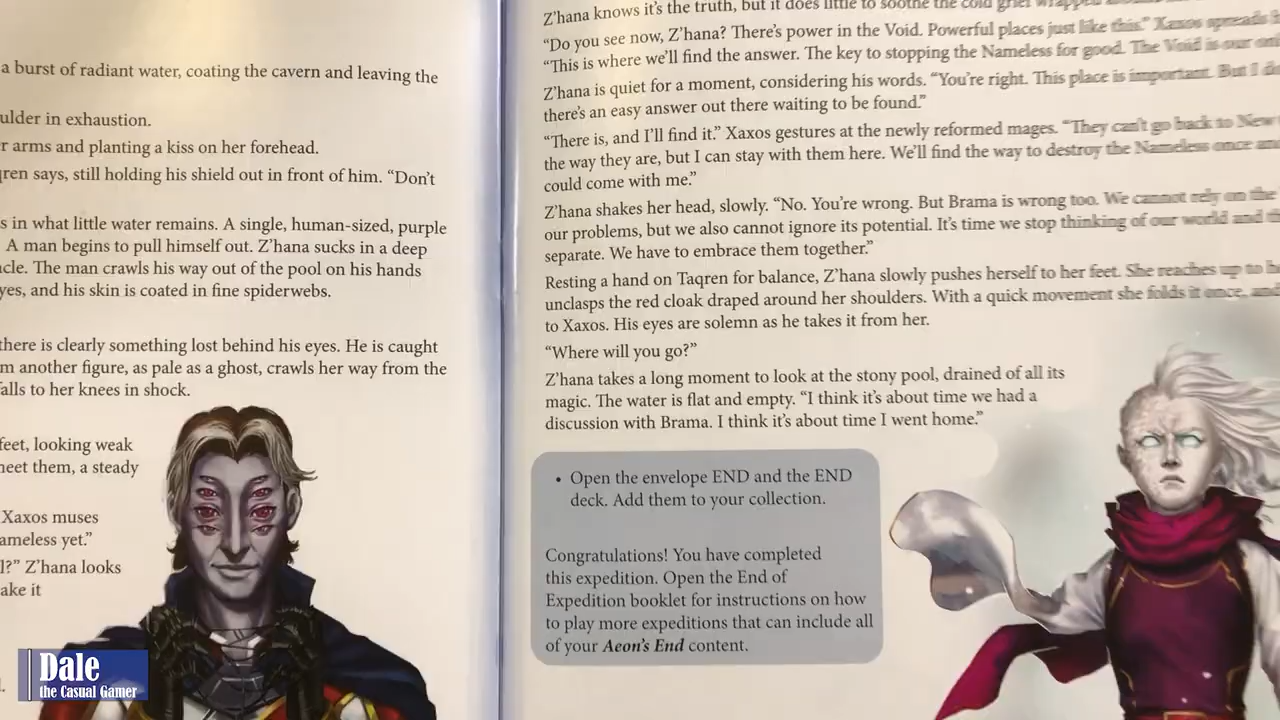 a burst of radiant water, coating the cavern and leaving the
ulder in exhaustion.
r arms and planting a kiss on her forehead.
ren says, still holding his shield out in front of him. “Don’t
s in what little water remains. A single, human-sized, purple
A man begins to pull himself out. Z’hana sucks in a deep
cle. The man crawls his way out of the pool on his hands
yes, and his skin is coated in fine spiderwebs.
there is clearly something lost behind his eyes. He is caught
m another figure, as pale as a ghost, crawls her way from the
alls to her knees in shock.
feet, looking weak
neet them, a steady
Xaxos muses
ameless yet.”
l?” Z’hana looks
ake it
Z’hana knows it’s the truth, but it does little to soothe the cold grief wrapped
“Do you see now, Z’hana? There’s power in the Void. Powerful places just like this.” Xaxos spreads
“This is where we’ll find the answer. The key to stopping the Nameless for good. The Void is our
Z’hana is quiet for a moment, considering his words. “You’re right. This place is important. But I
there’s an easy answer out there waiting to be found.”
“There is, and I’ll find it.” Xaxos gestures at the newly reformed mages. “They can’t go back to New
the way they are, but I can stay with them here. We’ll find the way to destroy the Nameless once
could come with me.”
Z’hana shakes her head, slowly. “No. You’re wrong. But Brama is wrong too. We cannot rely on the
our problems, but we also cannot ignore its potential. It’s time we stop thinking of our world and
separate. We have to embrace them together.”
Resting a hand on Taqren for balance, Z’hana slowly pushes herself to her feet. She reaches up to
unclasps the red cloak draped around her shoulders. With a quick movement she folds it once,
to Xaxos. His eyes are solemn as he takes it from her.
“Where will you go?”
Z’hana takes a long moment to look at the stony pool, drained of all its
magic. The water is flat and empty. “I think it’s about time we had a
discussion with Brama. I think it’s about time I went home.”
• Open the envelope END and the END
deck. Add them to your collection.
Congratulations! You have completed
this expedition. Open the End of
Expedition booklet for instructions on how
to play more expeditions that can include all
of your Aeon’s End content.
Dale
the Casual Gamer